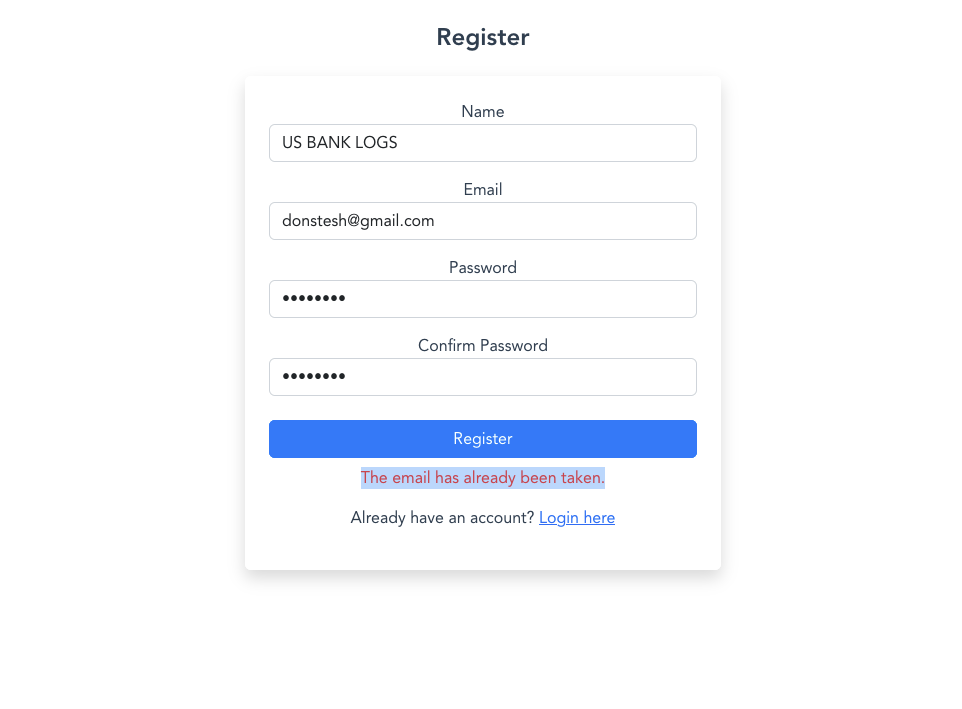 Register
Name
US BANK LOGS
Email
donstesh@gmail.com
Password
••••••••
Confirm Password
••••••••
Register
The email has already been taken.
Already have an account? Login here